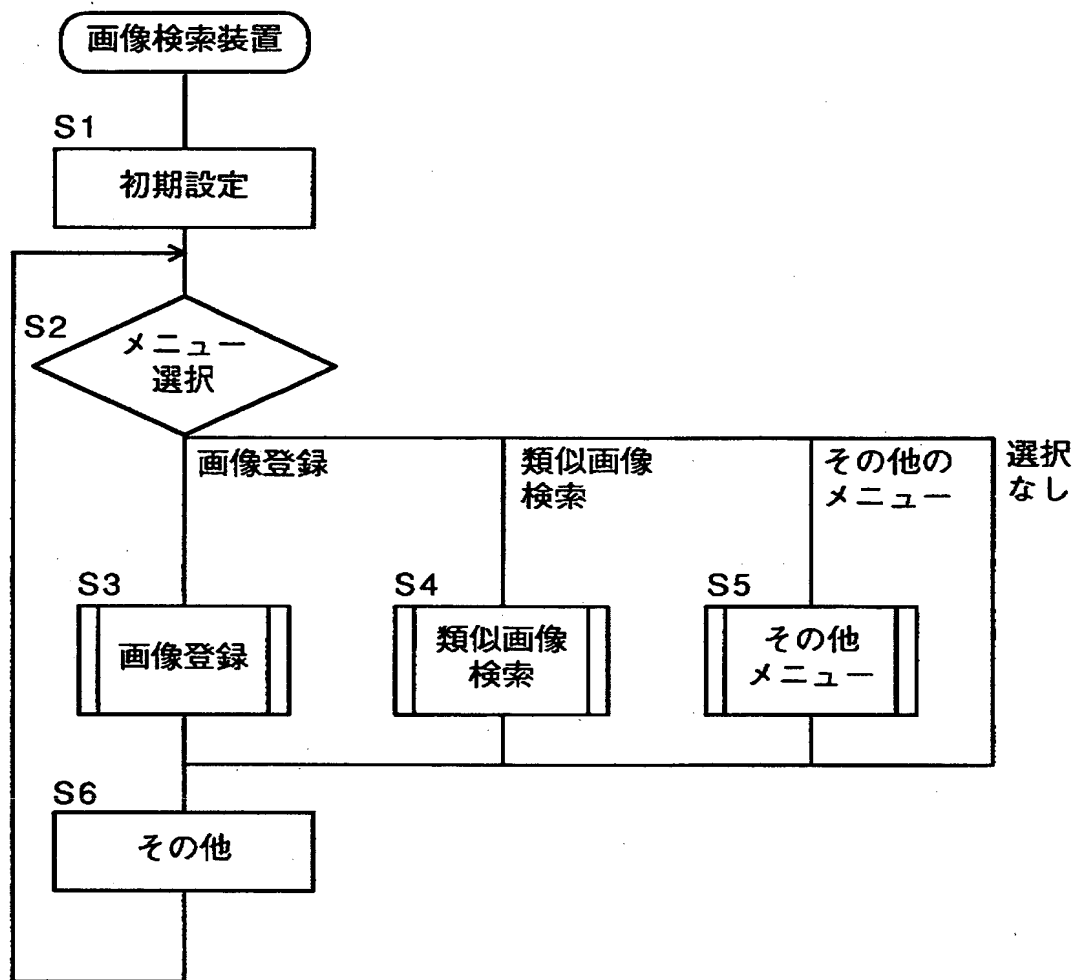 画像検索装置
S1
初期設定
S2
メニュー
選択
画像登録
類似画像
検索
その他の
メニュー
選択
なし
S3
画像登録
S4
類似画像
検索
S5
その他
メニュー
S6
その他